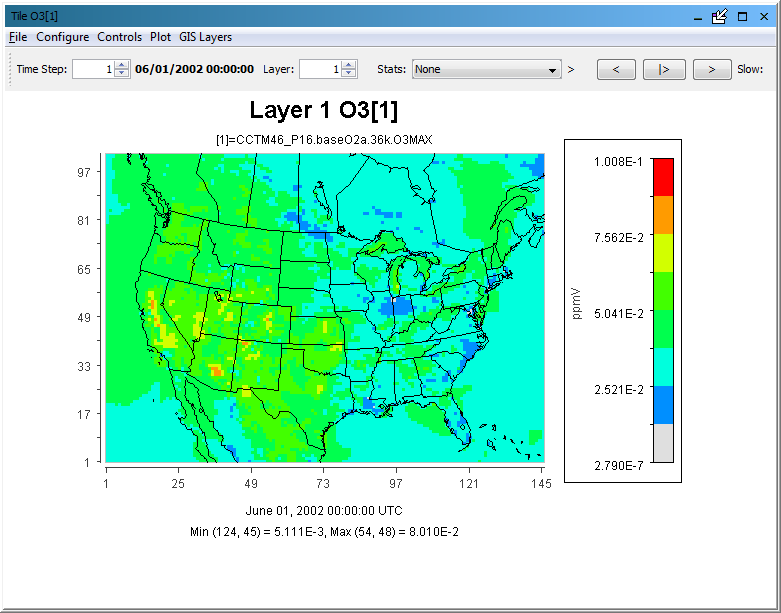 Tile O3[1]
File Configure Controls Plot GIS Layers
Time Step: 1 06/01/2002 00:00:00 Layer: 1 Stats: None > < |> > Slow:
Layer 1 O3[1]
[1]=CCTM46_P16.baseO2a.36k.O3MAX
97
81
65
49
33
17
1
1 25 49 73 97 121 145
1.008E-1
7.562E-2
5.041E-2
2.521E-2
2.790E-7
ppmV
June 01, 2002 00:00:00 UTC
Min (124, 45) = 5.111E-3, Max (54, 48) = 8.010E-2